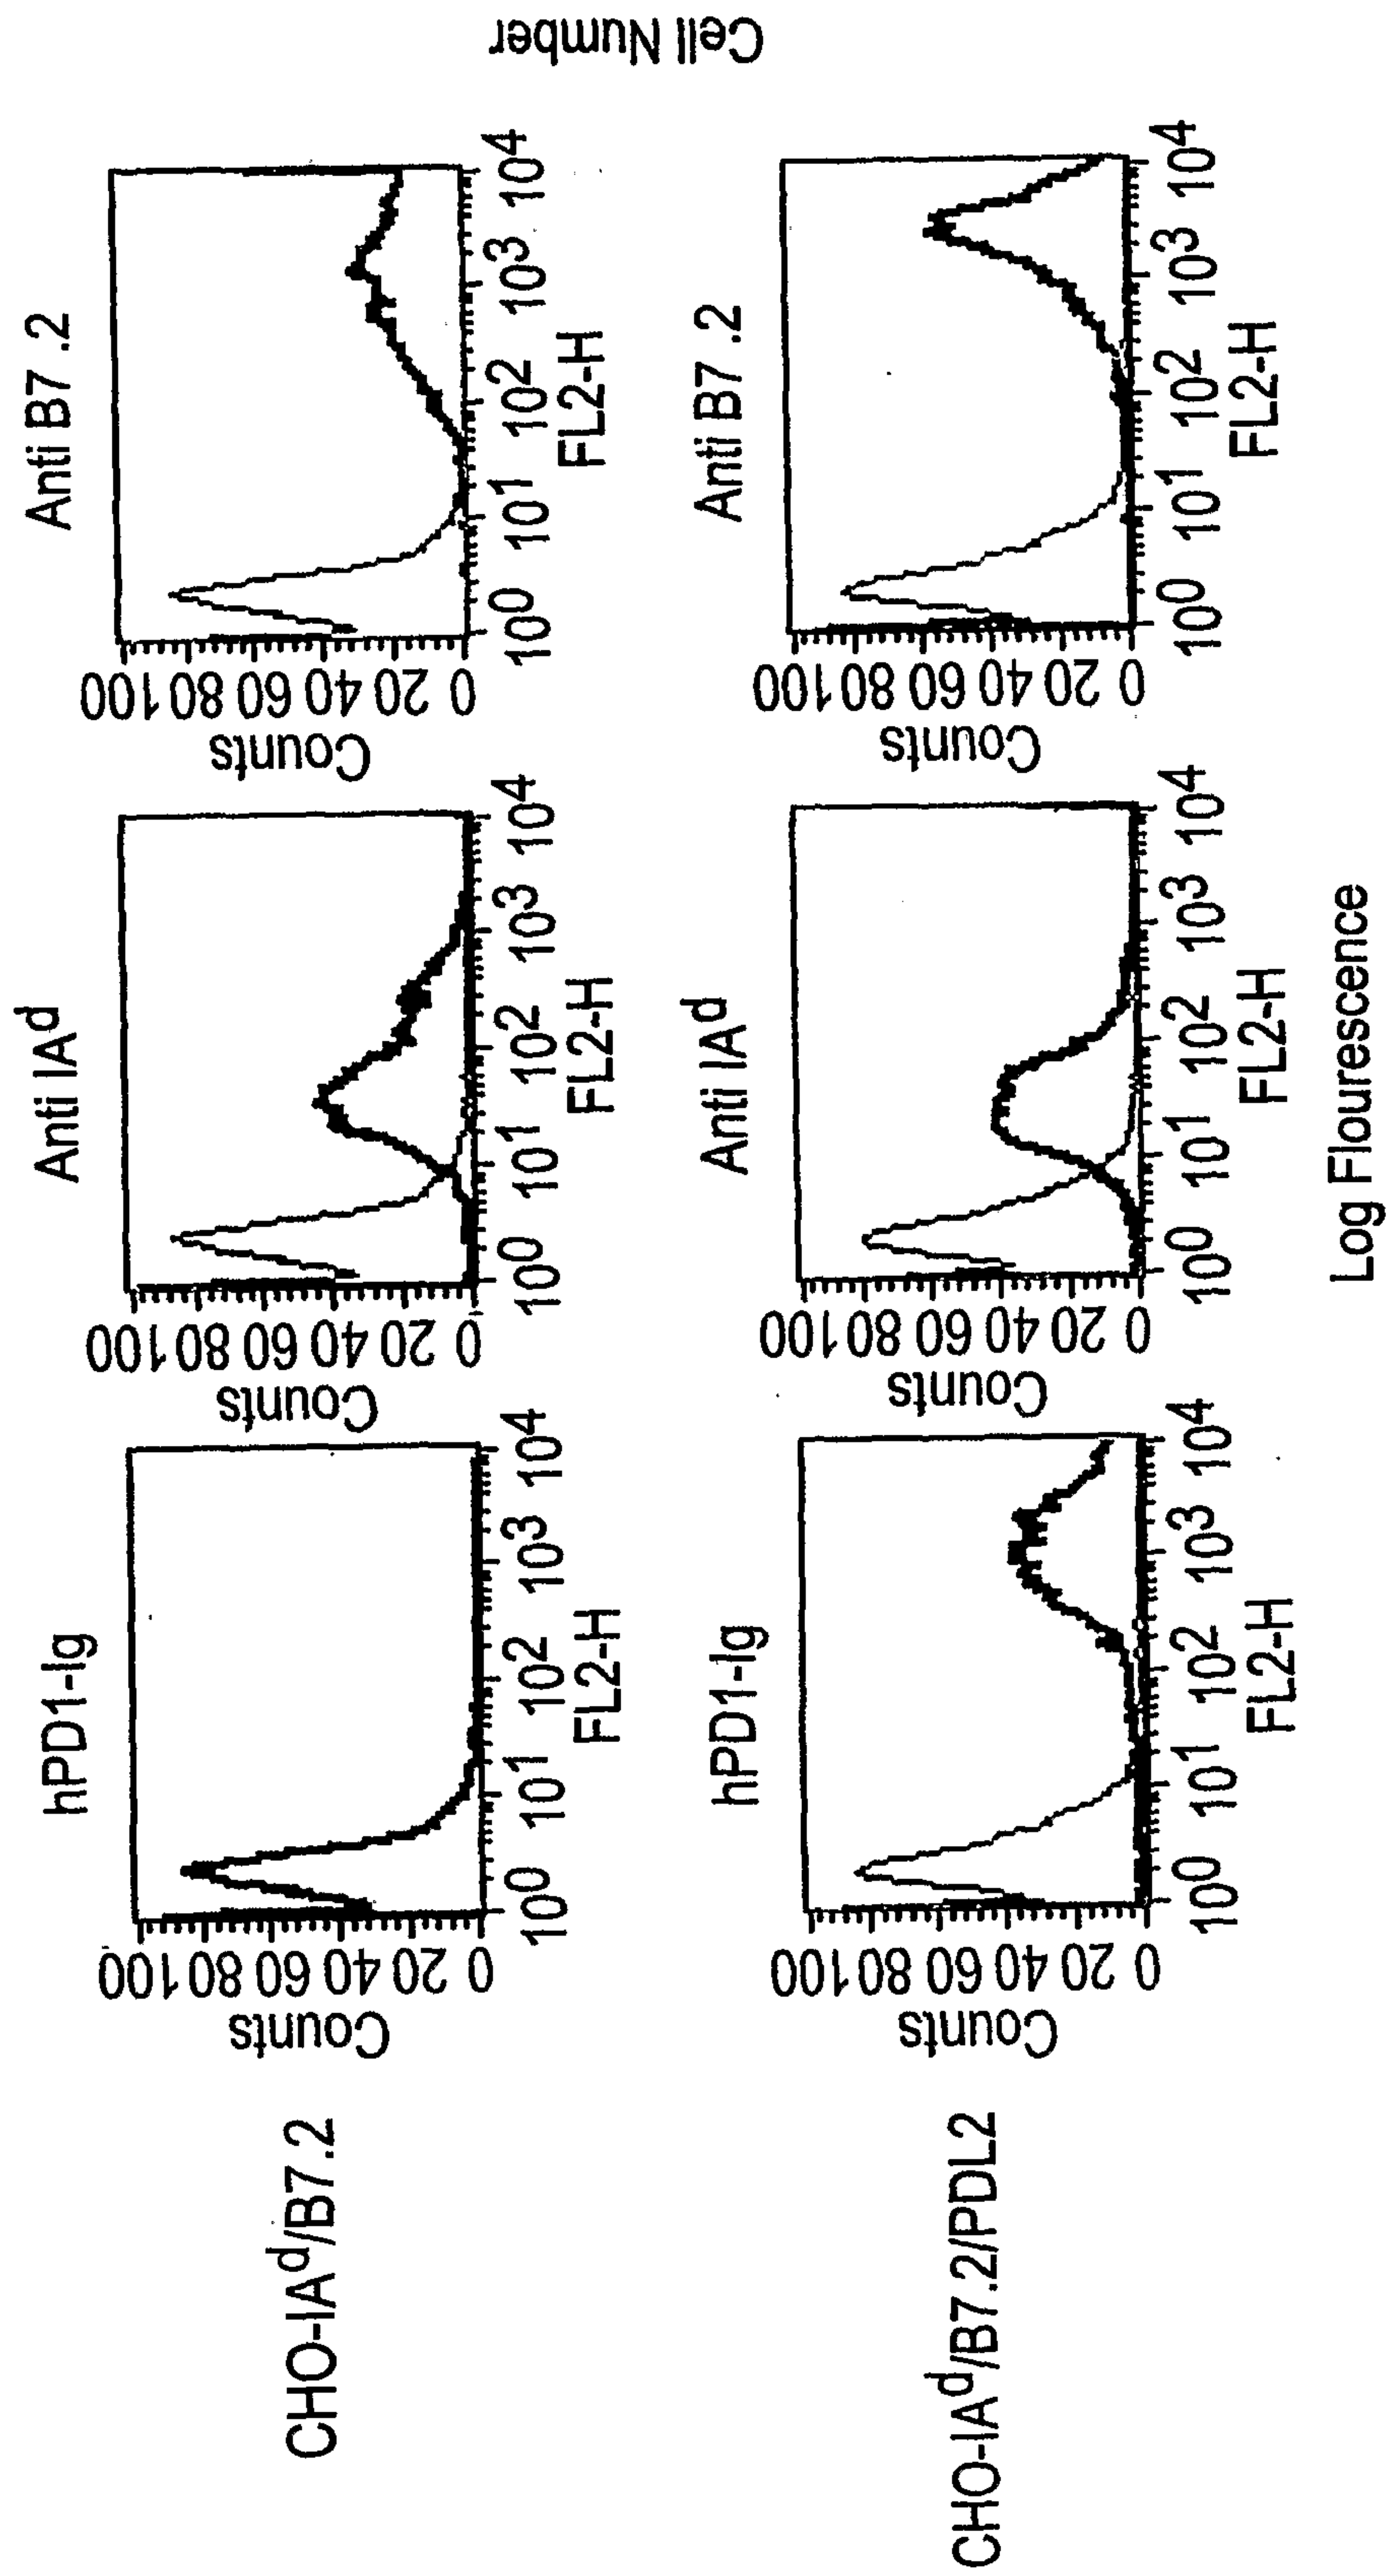 hPD1-Ig
Anti IAd
Anti B7 .2
CHO-IAd/B7.2
Counts
0 20 40 60 80 100
100 101 102 103 104
FL2-H
Counts
0 20 40 60 80 100
100 101 102 103 104
FL2-H
Counts
0 20 40 60 80 100
100 101 102 103 104
FL2-H
Cell Number
hPD1-Ig
Anti IAd
Anti B7 .2
CHO-IAd/B7.2/PDL2
Counts
0 20 40 60 80 100
100 101 102 103 104
FL2-H
Counts
0 20 40 60 80 100
100 101 102 103 104
FL2-H
Counts
0 20 40 60 80 100
100 101 102 103 104
FL2-H
Log Flourescence